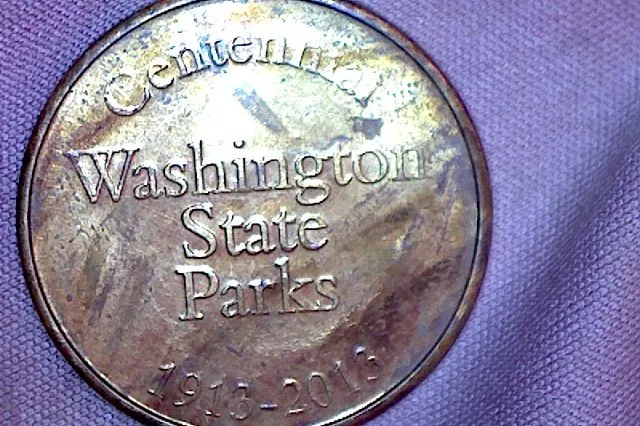 Centennial
Washington
State
Parks
1913-2013